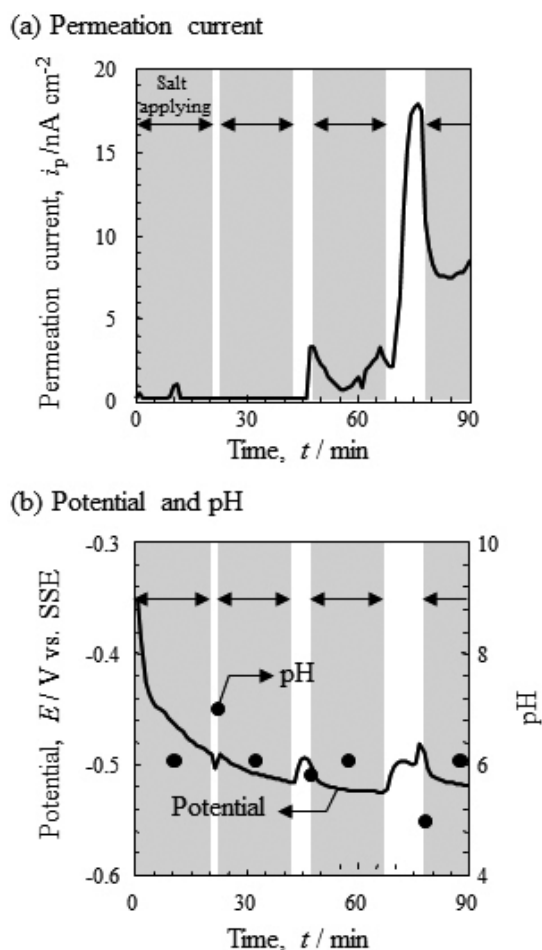 (a) Permeation current
20
15
10
5
0
Permeation current, iₚ/nA cm⁻²
Salt
applying
0
30
60
90
Time, t / min
(b) Potential and pH
-0.3
-0.4
-0.5
-0.6
Potential, E / V vs. SSE
pH
Potential
10
8
6
4
pH
0
30
60
90
Time, t / min